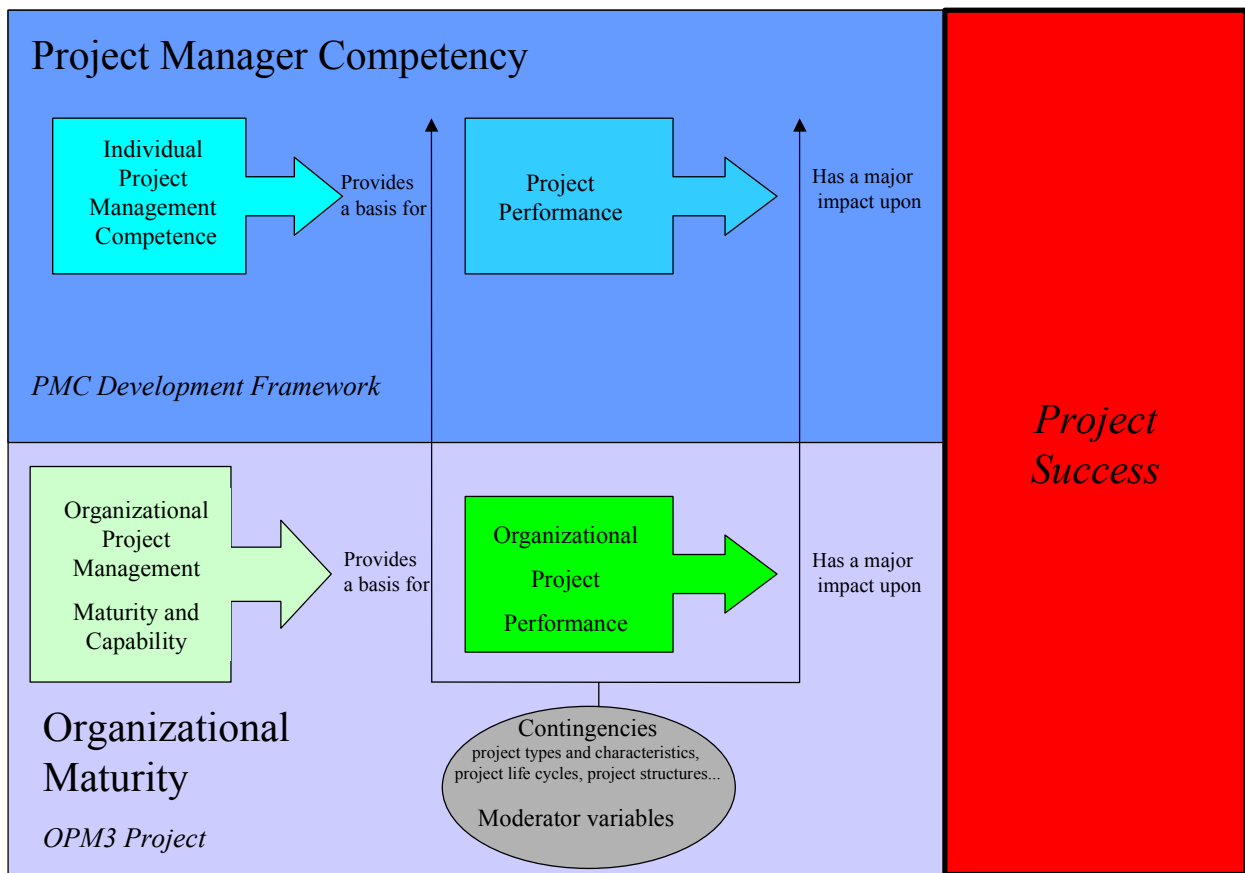 Project Manager Competency
Individual
Project
Management
Competence
Provides
a basis for
Project
Performance
Has a major
impact upon
PMC Development Framework
Organizational
Project
Management
Maturity and
Capability
Provides
a basis for
Organizational
Project
Performance
Has a major
impact upon
Organizational
Maturity
OPM3 Project
Contingencies
project types and characteristics,
project life cycles, project structures...
Moderator variables
Project
Success